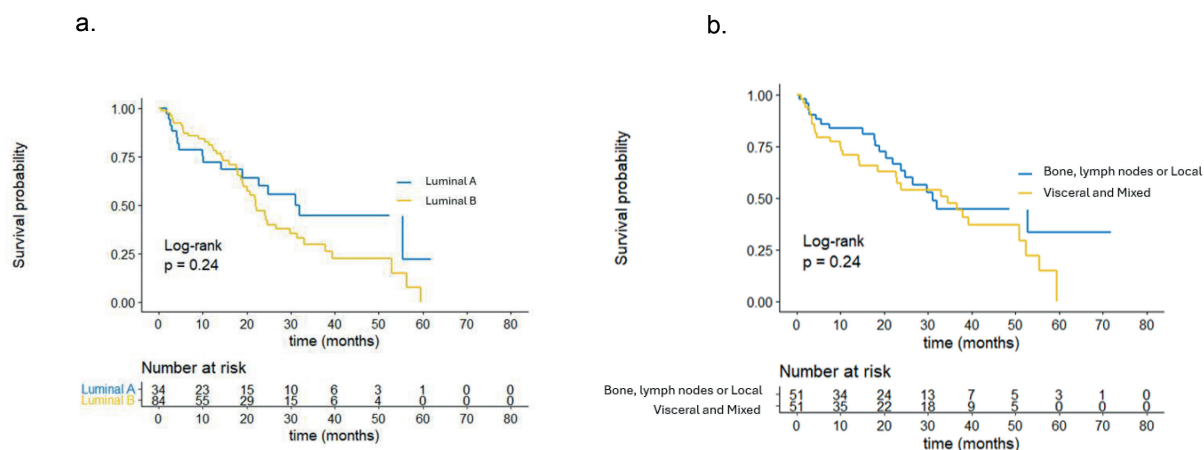 a.
Survival probability
1.00
0.75
0.50
0.25
0.00
Luminal A
Luminal B
Log-rank
p = 0.24
0 10 20 30 40 50 60 70 80
time (months)
Number at risk
Luminal A 34 23 15 10 6 3 1 0 0
Luminal B 84 55 29 15 6 4 0 0 0
0 10 20 30 40 50 60 70 80
time (months)
b.
Survival probability
1.00
0.75
0.50
0.25
0.00
Bone, lymph nodes or Local
Visceral and Mixed
Log-rank
p = 0.24
0 10 20 30 40 50 60 70 80
time (months)
Number at risk
Bone, lymph nodes or Local 51 34 24 13 7 5 3 1 0
Visceral and Mixed 51 35 22 18 9 5 0 0 0
0 10 20 30 40 50 60 70 80
time (months)